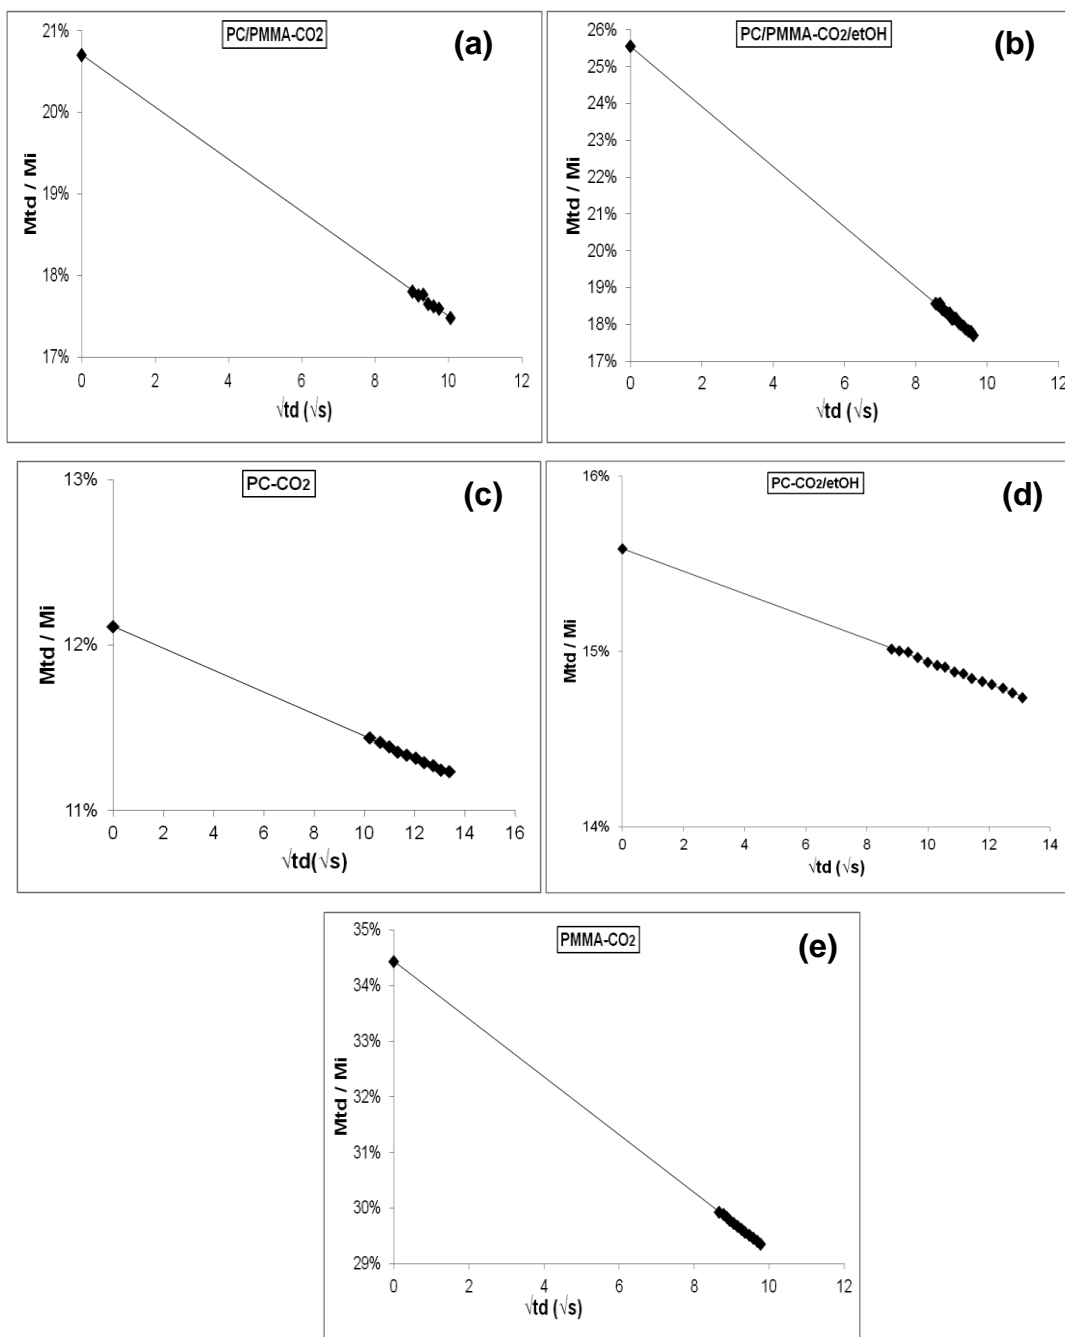 PC/PMMA-CO2
(a)
21%
20%
19%
18%
17%
Mtd / Mi
0 2 4 6 8 10 12
√td (√s)
PC/PMMA-CO2/etOH
(b)
26%
25%
24%
23%
22%
21%
20%
19%
18%
17%
Mtd / Mi
0 2 4 6 8 10 12
√td (√s)
PC-CO2
(c)
13%
12%
11%
Mtd / Mi
0 2 4 6 8 10 12 14 16
√td(√s)
PC-CO2/etOH
(d)
16%
15%
14%
Mtd / Mi
0 2 4 6 8 10 12 14
√td (√s)
PMMA-CO2
(e)
35%
34%
33%
32%
31%
30%
29%
Mtd / Mi
0 2 4 6 8 10 12
√td (√s)